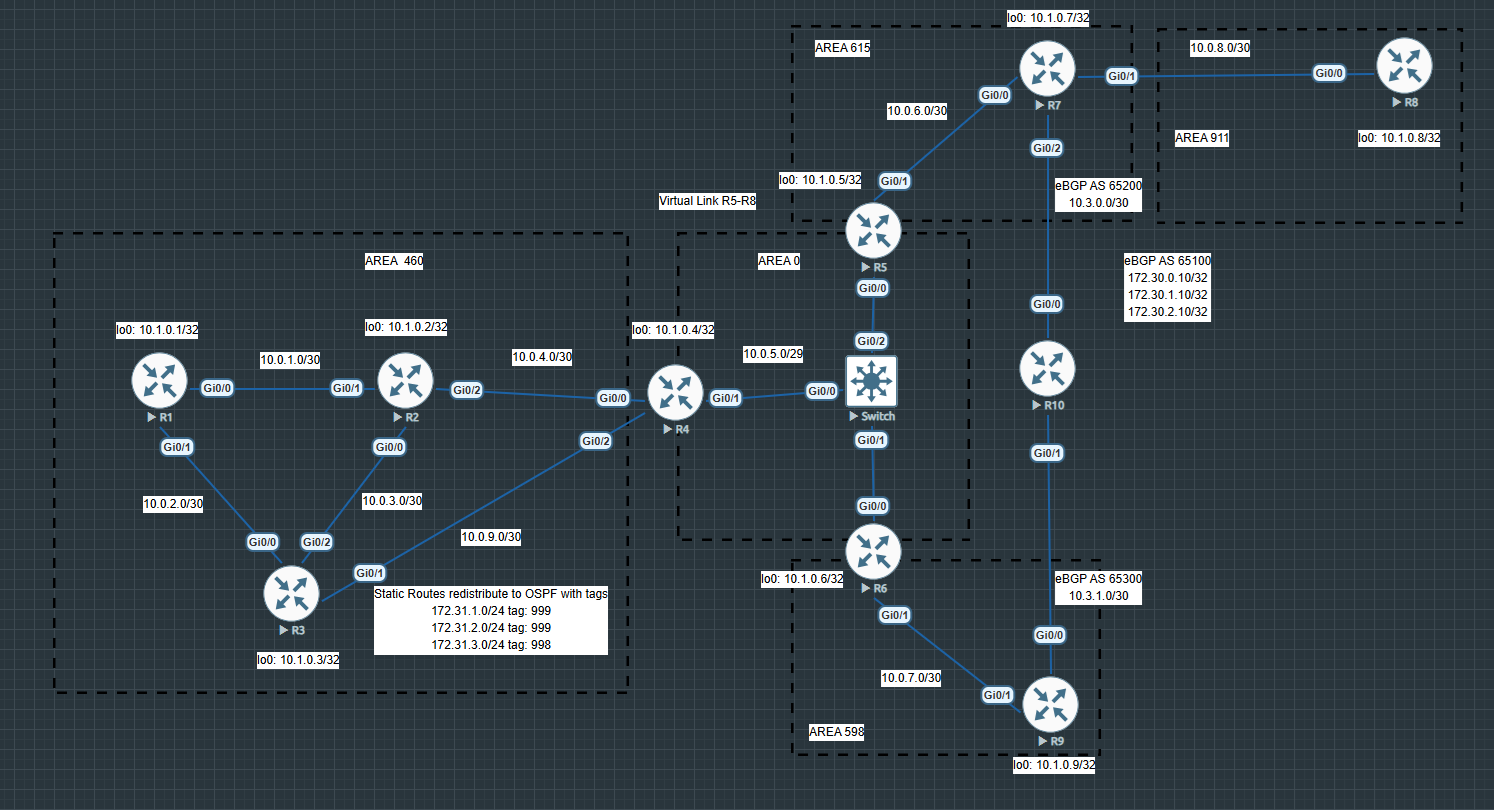 lo0: 10.1.0.7/32
AREA 615
10.0.8.0/30
R7
Gi0/1
Gi0/0
R8
Gi0/0
10.0.6.0/30
AREA 911
lo0: 10.1.0.8/32
Gi0/2
lo0: 10.1.0.5/32
Gi0/1
eBGP AS 65200
10.3.0.0/30
Virtual Link R5-R8
R5
AREA 460
AREA 0
eBGP AS 65100
172.30.0.10/32
172.30.1.10/32
172.30.2.10/32
Gi0/0
Gi0/0
lo0: 10.1.0.1/32
lo0: 10.1.0.2/32
lo0: 10.1.0.4/32
Gi0/2
10.0.1.0/30
10.0.4.0/30
10.0.5.0/29
Gi0/0
Gi0/1
Gi0/2
Gi0/0
Gi0/1
Gi0/0
R1
R2
R4
Switch
R10
Gi0/1
Gi0/0
Gi0/2
Gi0/1
Gi0/1
10.0.2.0/30
10.0.3.0/30
Gi0/0
10.0.9.0/30
Gi0/0
Gi0/2
Gi0/1
Static Routes redistribute to OSPF with tags
172.31.1.0/24 tag: 999
172.31.2.0/24 tag: 999
172.31.3.0/24 tag: 998
lo0: 10.1.0.6/32
R6
eBGP AS 65300
10.3.1.0/30
Gi0/1
R3
Gi0/0
lo0: 10.1.0.3/32
10.0.7.0/30
Gi0/1
AREA 598
R9
lo0: 10.1.0.9/32